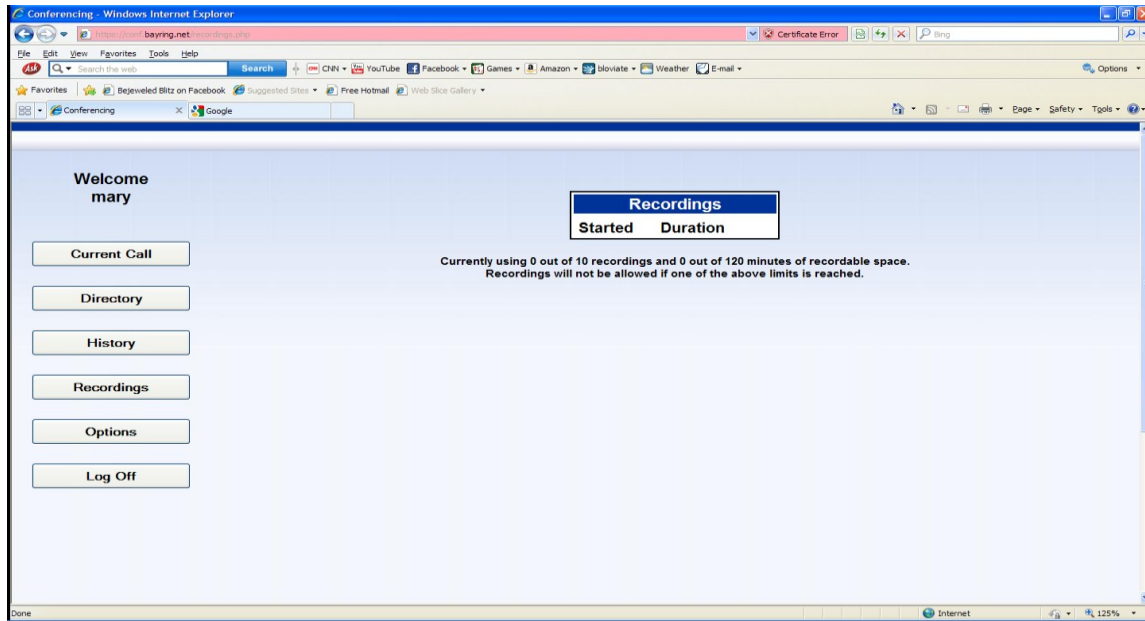 Conferencing - Windows Internet Explorer
https://conf.bayring.net/recordings.php
Certificate Error
Bing
File Edit View Favorites Tools Help
Ask
Search the web
Search
CNN YouTube Facebook Games Amazon bloviate Weather E-mail
Options
Favorites Bejeweled Blitz on Facebook Suggested Sites Free Hotmail Web Slice Gallery
Conferencing Google
Page Safety Tools
Welcome
mary
Current Call
Directory
History
Recordings
Options
Log Off
Recordings
Started Duration
Currently using 0 out of 10 recordings and 0 out of 120 minutes of recordable space.
Recordings will not be allowed if one of the above limits is reached.
Done
Internet
125%